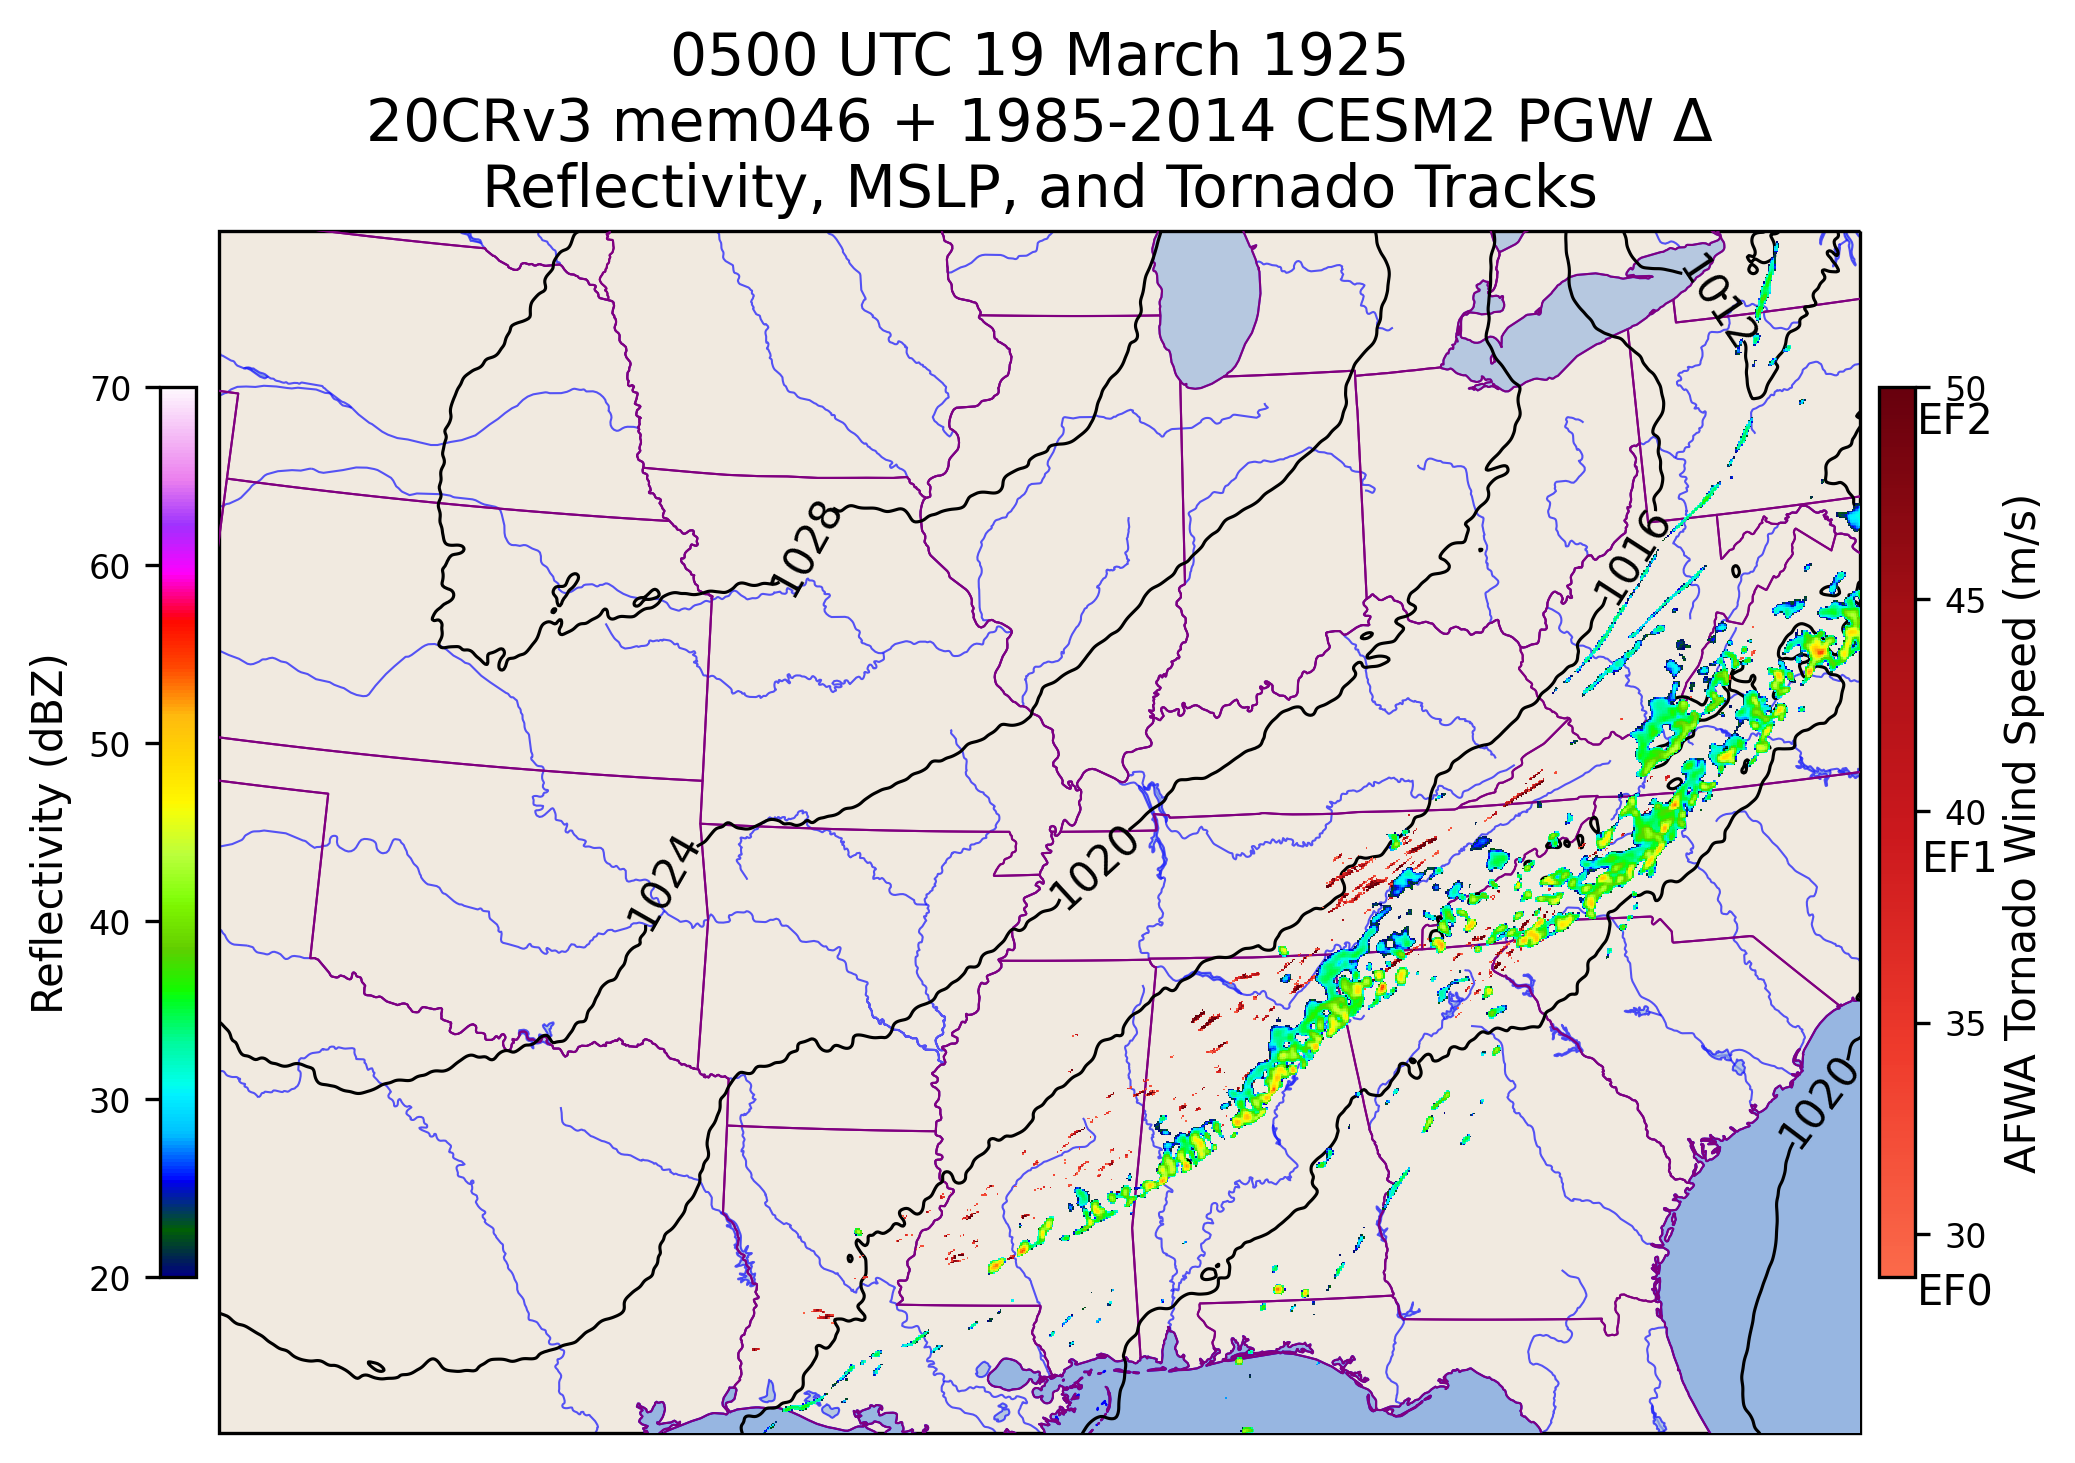 0500 UTC 19 March 1925
20CRv3 mem046 + 1985-2014 CESM2 PGW Δ
Reflectivity, MSLP, and Tornado Tracks
Reflectivity (dBZ)
70
60
50
40
30
20
1012
1028
1016
1024
1020
1020
50
EF2
45
40
EF1
35
30
EF0
AFWA Tornado Wind Speed (m/s)